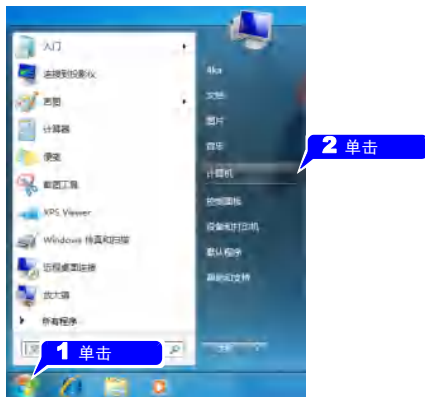 入门
连接到投影仪
画图
计算器
便笺
截图工具
XPS Viewer
Windows 传真和扫描
远程桌面连接
放大镜
所有程序
1 单击
Aka
文档
图片
音乐
计算机
控制面板
设备和打印机
默认程序
帮助和支持
2 单击